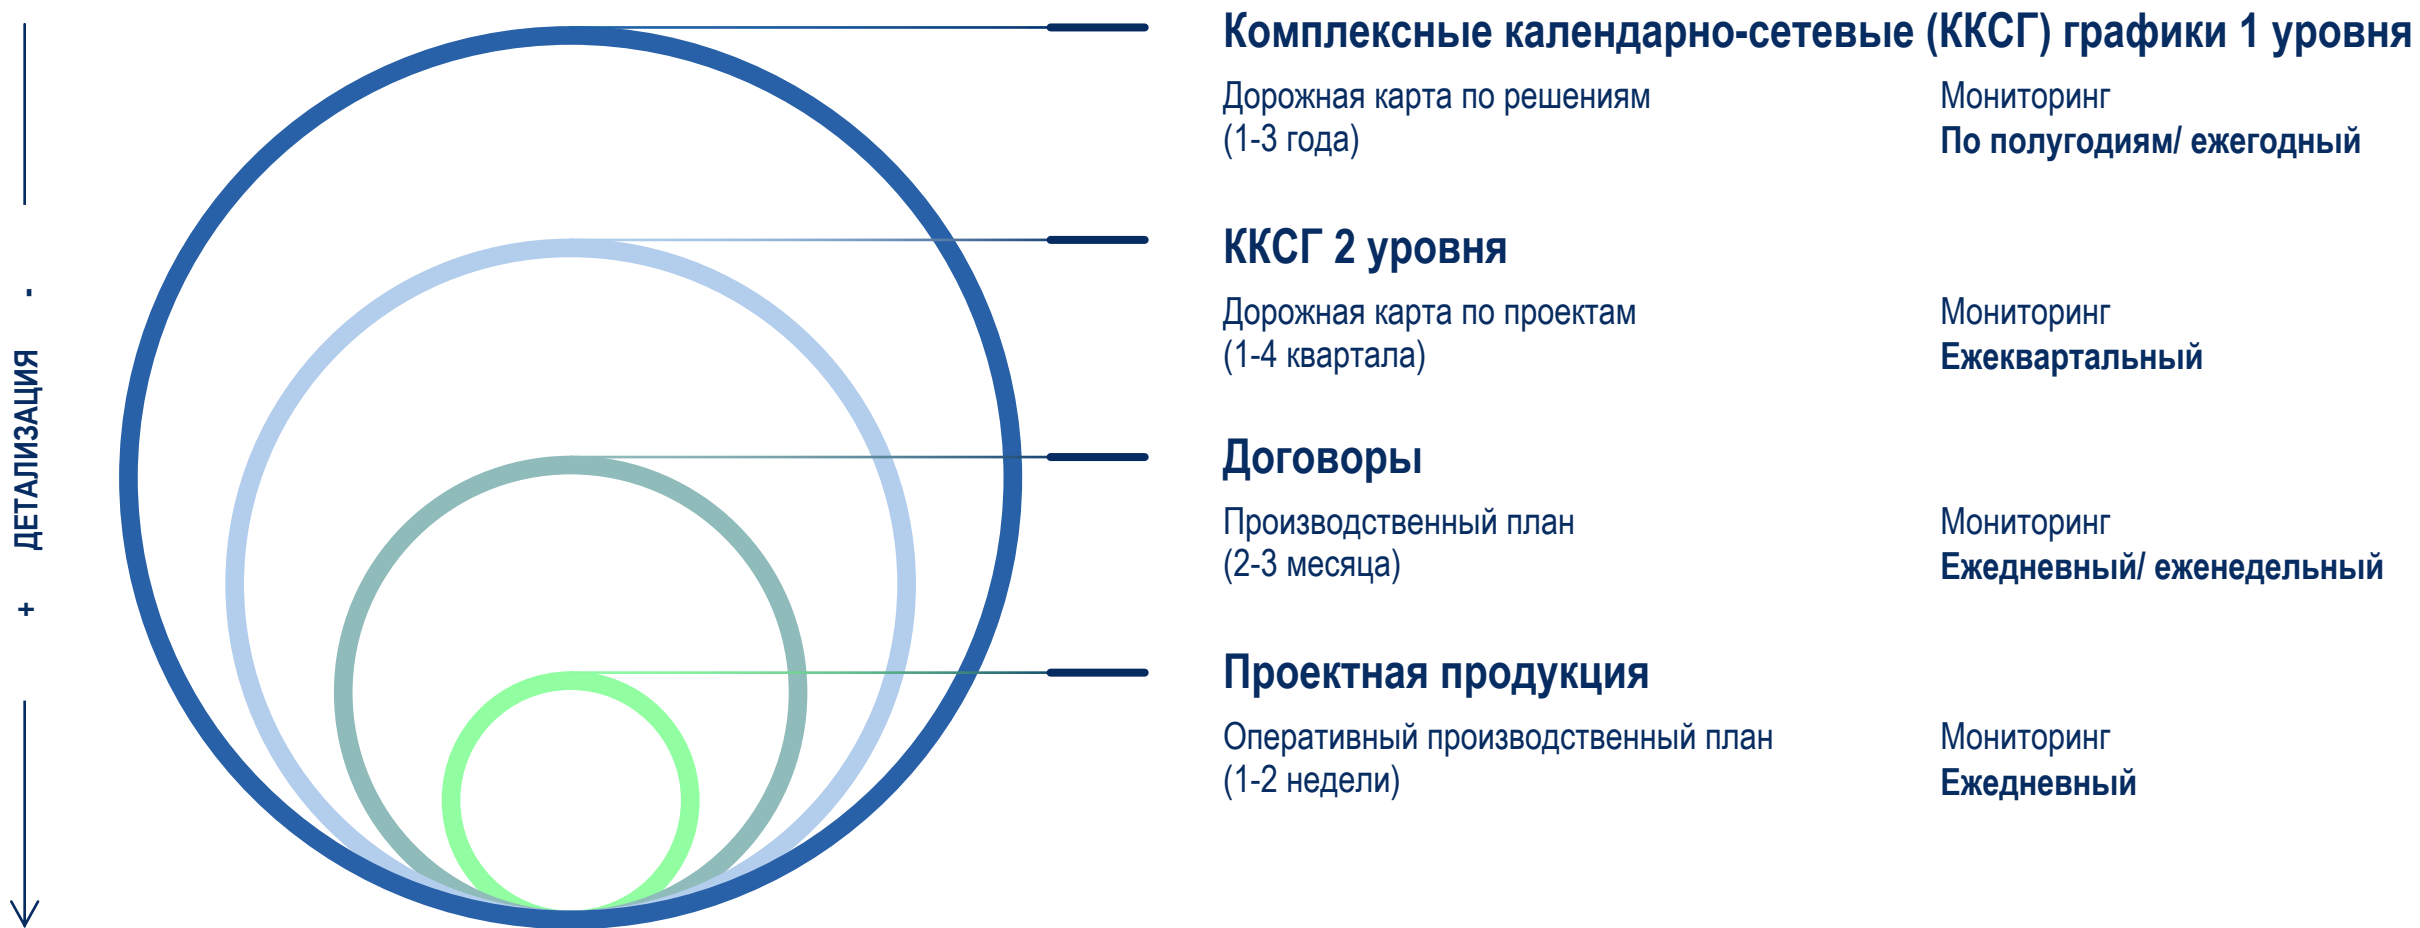 Комплексные календарно-сетевые (ККСГ) графики 1 уровня
Дорожная карта по решениям
(1-3 года)
Мониторинг
По полугодиям/ ежегодный
ККСГ 2 уровня
Дорожная карта по проектам
(1-4 квартала)
Мониторинг
Ежеквартальный
Договоры
Производственный план
(2-3 месяца)
Мониторинг
Ежедневный/ еженедельный
Проектная продукция
Оперативный производственный план
(1-2 недели)
Мониторинг
Ежедневный
+ ДЕТАЛИЗАЦИЯ -